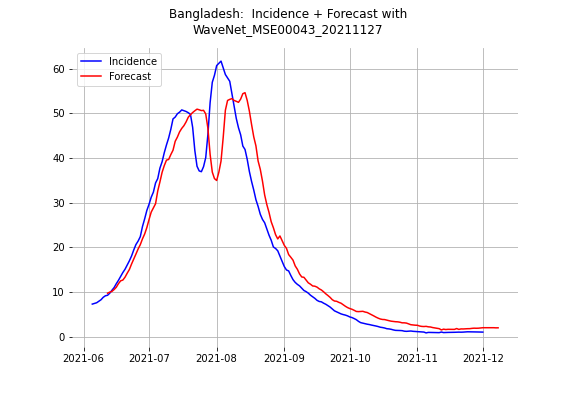 Bangladesh:  Incidence + Forecast with
WaveNet_MSE00043_20211127
Incidence
Forecast
60
50
40
30
20
10
0
2021-06 2021-07 2021-08 2021-09 2021-10 2021-11 2021-12